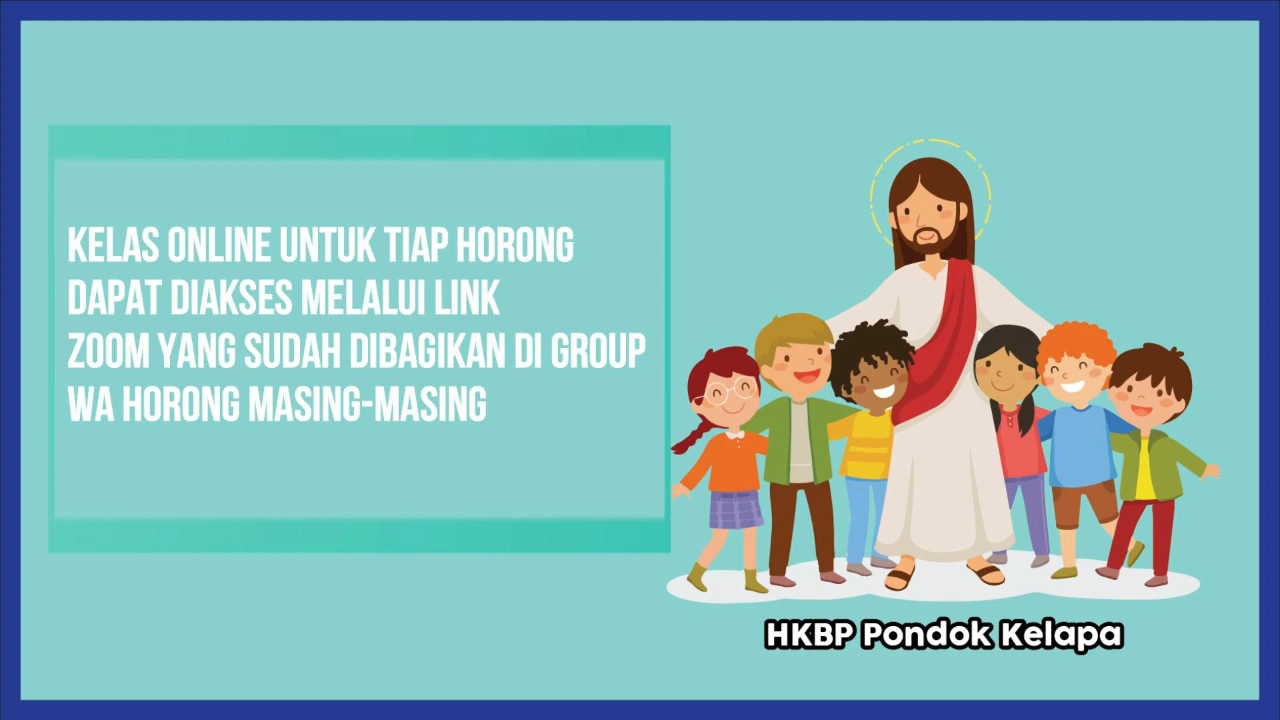 KELAS ONLINE UNTUK TIAP HORONG
DAPAT DIAKSES MELALUI LINK
ZOOM YANG SUDAH DIBAGIKAN DI GROUP
WA HORONG MASING-MASING
HKBP Pondok Kelapa